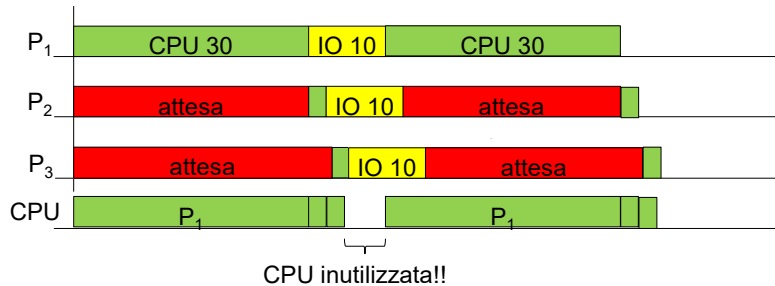 P1 CPU 30 IO 10 CPU 30
P2 attesa IO 10 attesa
P3 attesa IO 10 attesa
CPU P1 P1
CPU inutilizzata!!